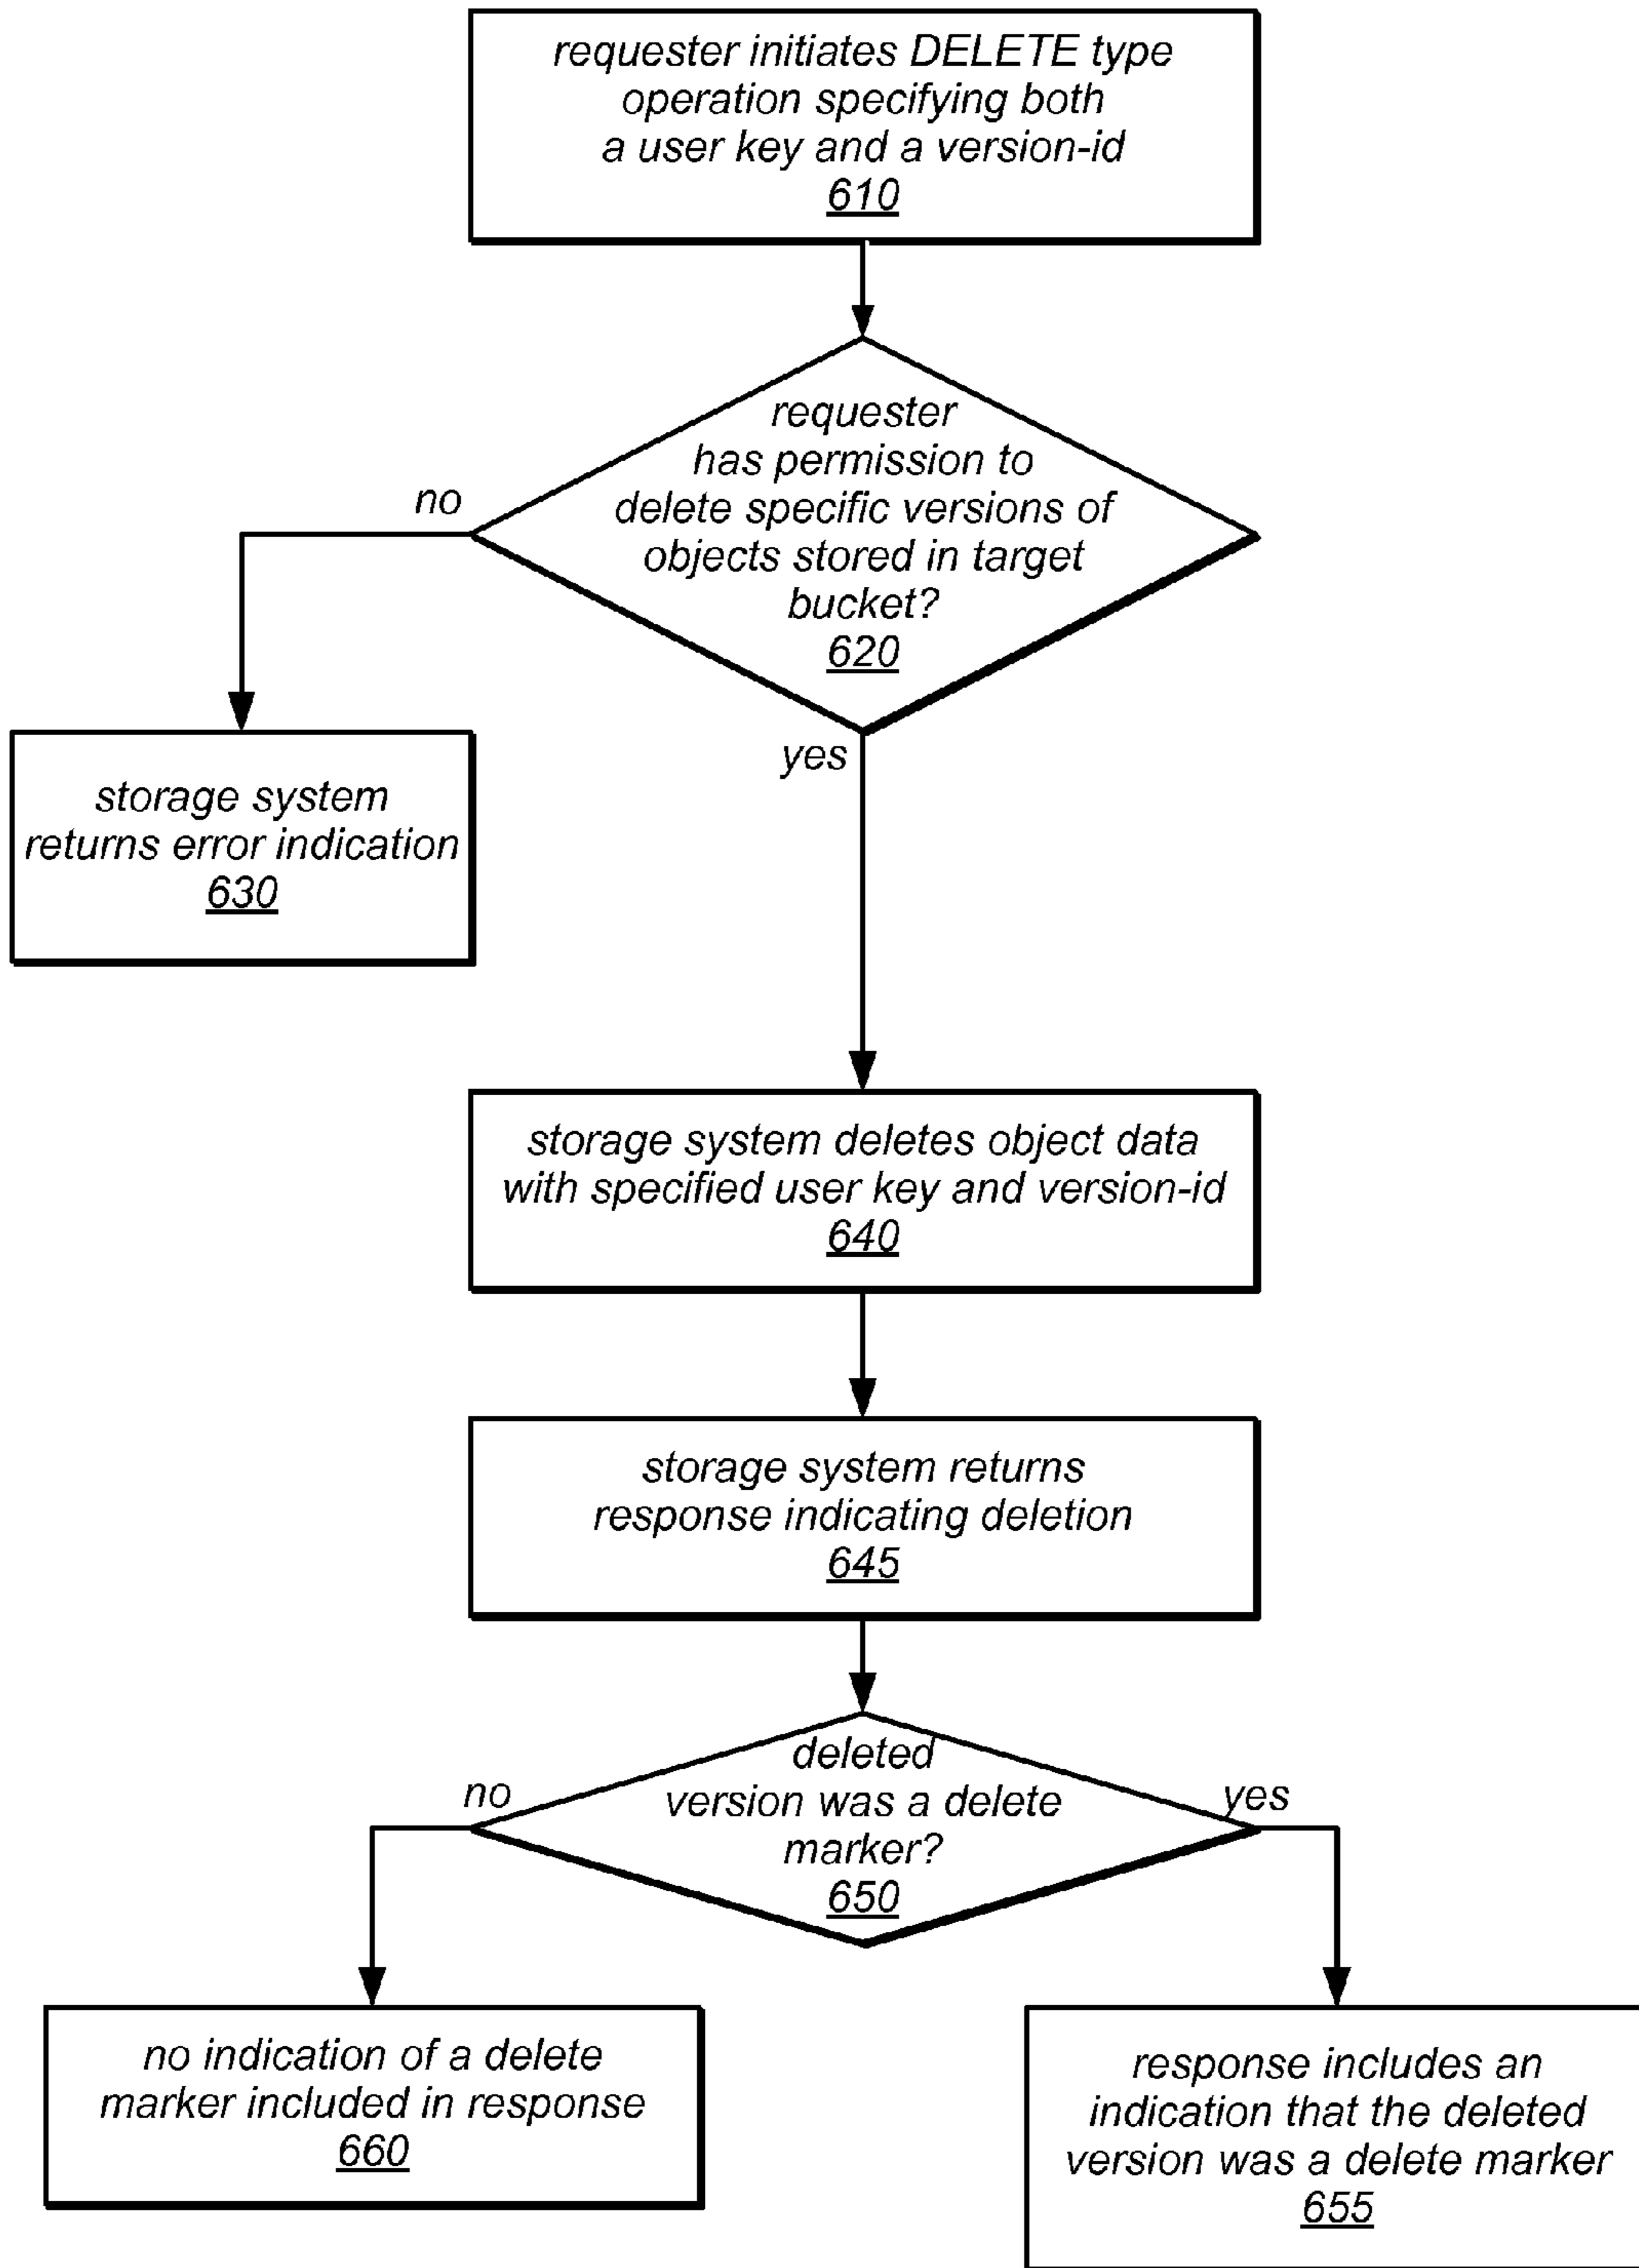 requester initiates DELETE type
operation specifying both
a user key and a version-id
610
requester
has permission to
delete specific versions of
objects stored in target
bucket?
620
no
yes
storage system
returns error indication
630
storage system deletes object data
with specified user key and version-id
640
storage system returns
response indicating deletion
645
deleted
version was a delete
marker?
650
no
yes
no indication of a delete
marker included in response
660
response includes an
indication that the deleted
version was a delete marker
655